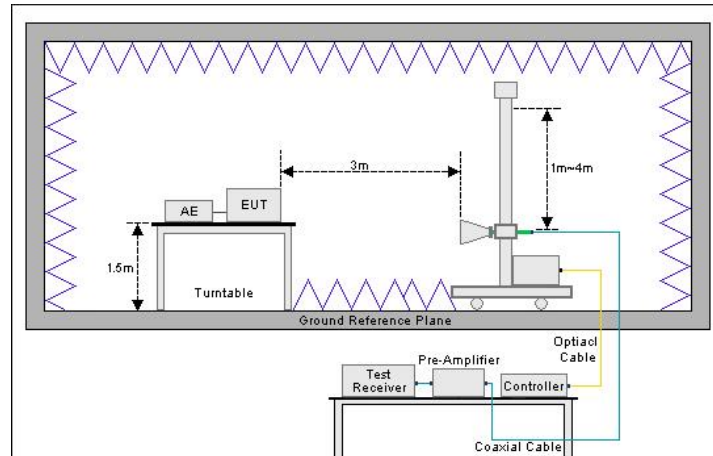 3m
1m~4m
AE
EUT
1.5m
Turntable
Ground Reference Plane
Optiacl
Cable
Pre-Amplifier
Test
Receiver
Controller
Coaxial Cable